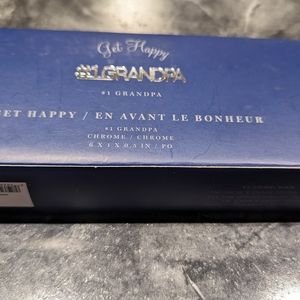 Get Happy
#1GRANDPA
#1 GRANDPA
GET HAPPY / EN AVANT LE BONHEUR
#1 GRANDPA
CHROME / CHROME
6 X 1 X 0.5 IN / PO